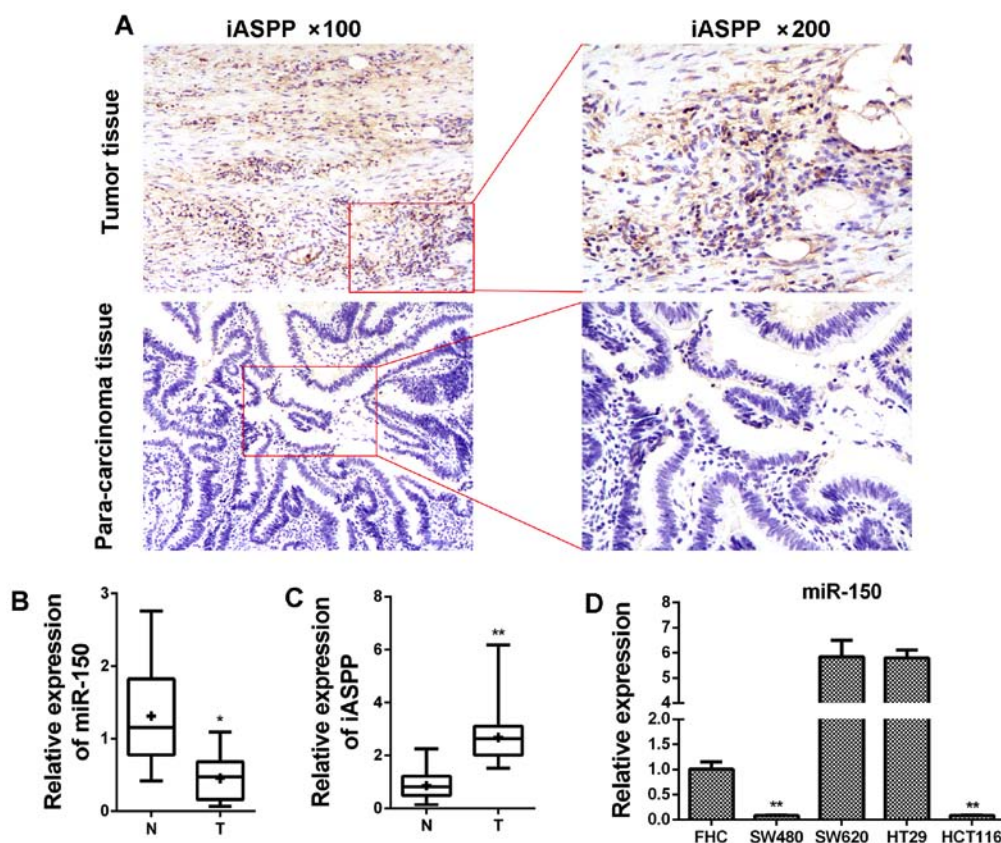 A
iASPP ×100
iASPP ×200
Tumor tissue
Para-carcinoma tissue
B
Relative expression
of miR-150
3
2
1
0
*
N
T
C
Relative expression
of iASPP
8
6
4
2
0
**
N
T
D
miR-150
Relative expression
8
7
6
5
4
2.0
1.5
1.0
0.5
0.0
**
**
FHC
SW480
SW620
HT29
HCT116